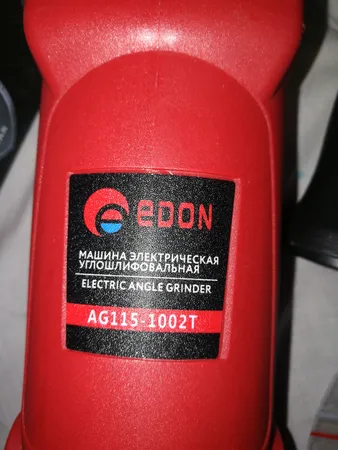 eDON
МАШИНА ЭЛЕКТРИЧЕСКАЯ
УГЛОШЛИФОВАЛЬНАЯ
ELECTRIC ANGLE GRINDER
AG115-1002T